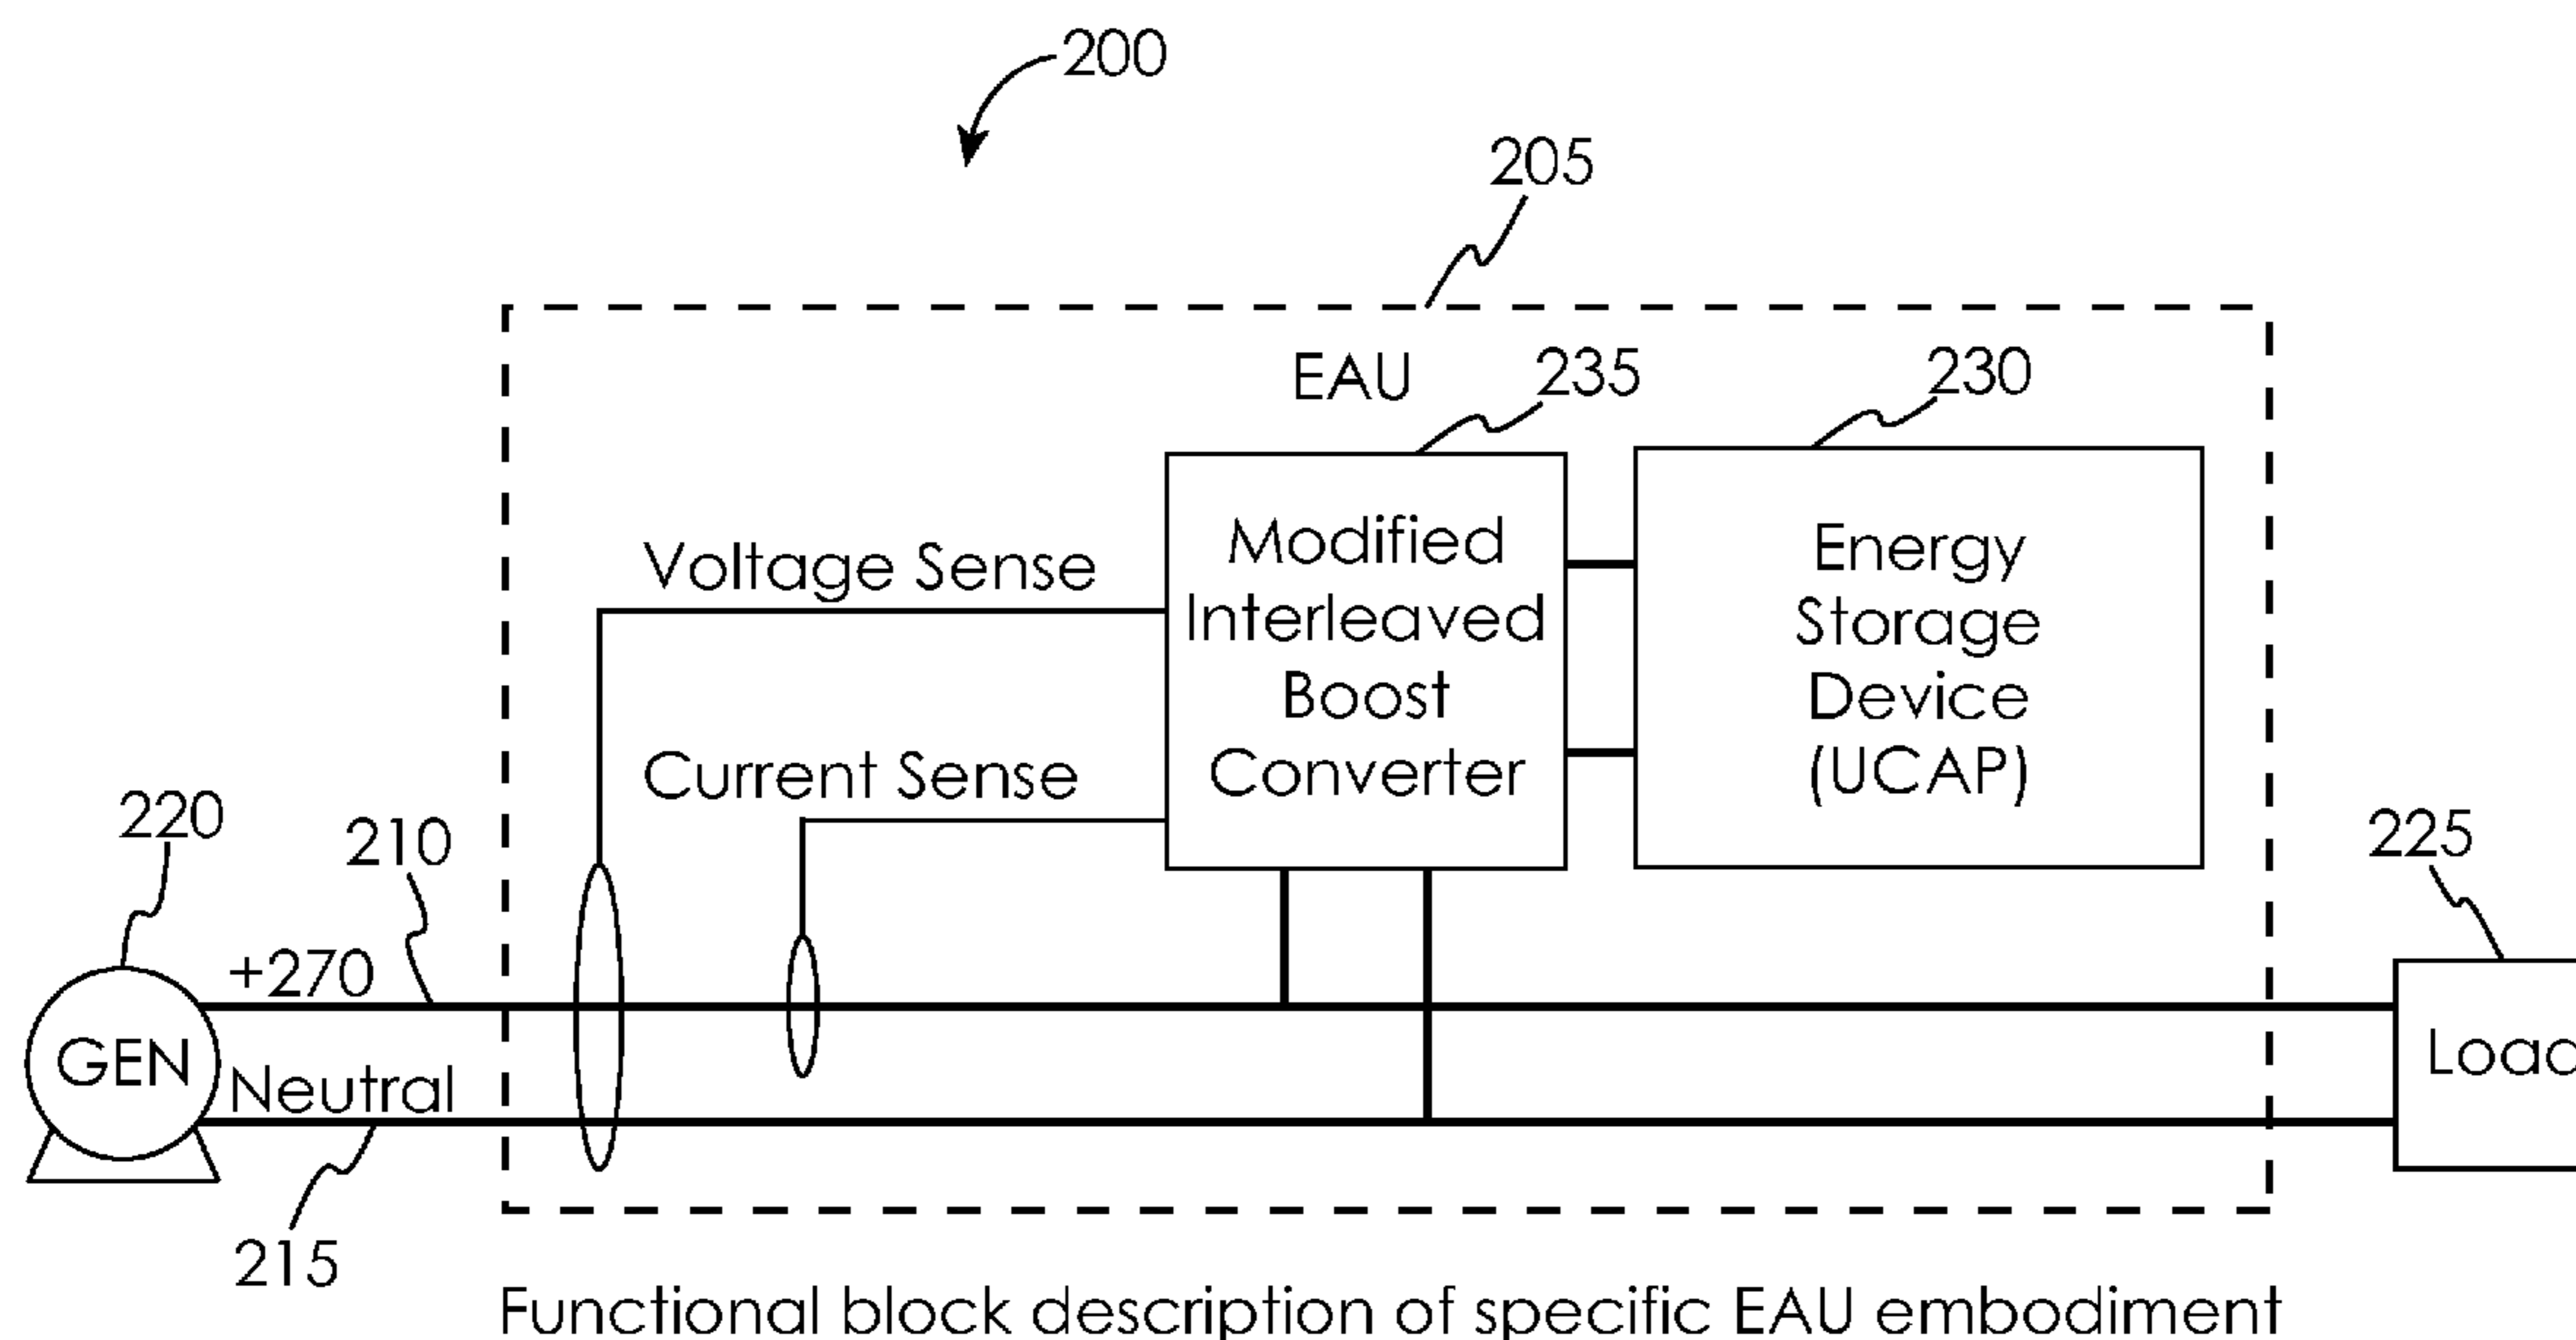 200
205
EAU
235
230
Voltage Sense
Current Sense
Modified
Interleaved
Boost
Converter
Energy
Storage
Device
(UCAP)
220
210
225
+270
GEN
Neutral
215
Functional block description of specific EAU embodiment